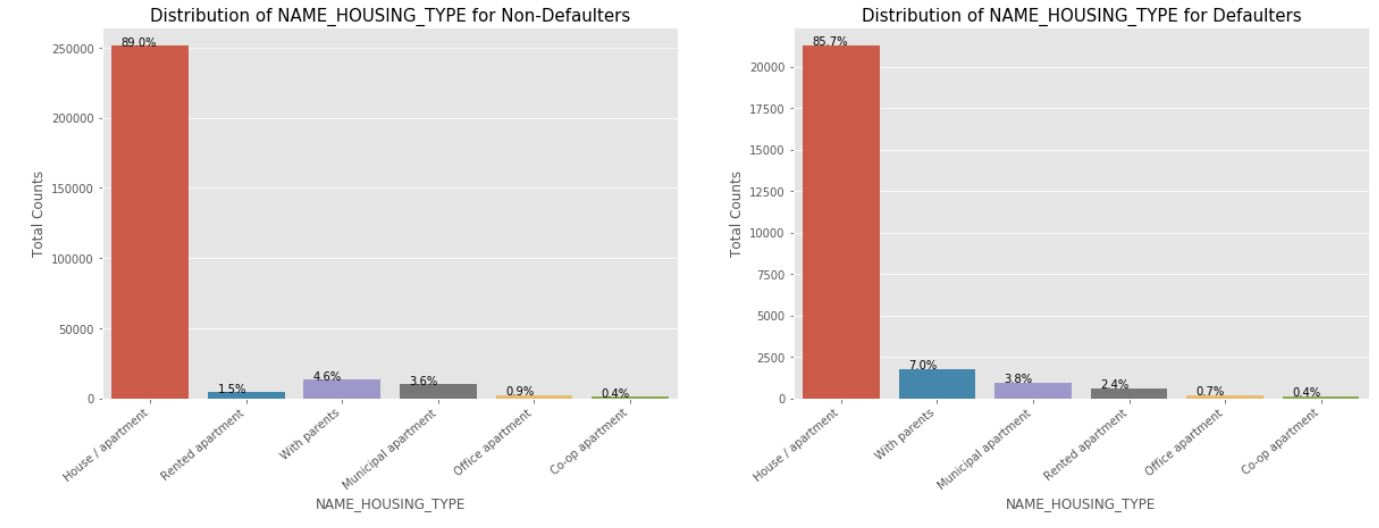 Distribution of NAME_HOUSING_TYPE for Non-Defaulters
Total Counts
250000
200000
150000
100000
50000
0
89.0%
1.5%
4.6%
3.6%
0.9%
0.4%
House / apartment
Rented apartment
With parents
Municipal apartment
Office apartment
Co-op apartment
NAME_HOUSING_TYPE
Distribution of NAME_HOUSING_TYPE for Defaulters
Total Counts
20000
17500
15000
12500
10000
7500
5000
2500
0
85.7%
7.0%
3.8%
2.4%
0.7%
0.4%
House / apartment
With parents
Municipal apartment
Rented apartment
Office apartment
Co-op apartment
NAME_HOUSING_TYPE